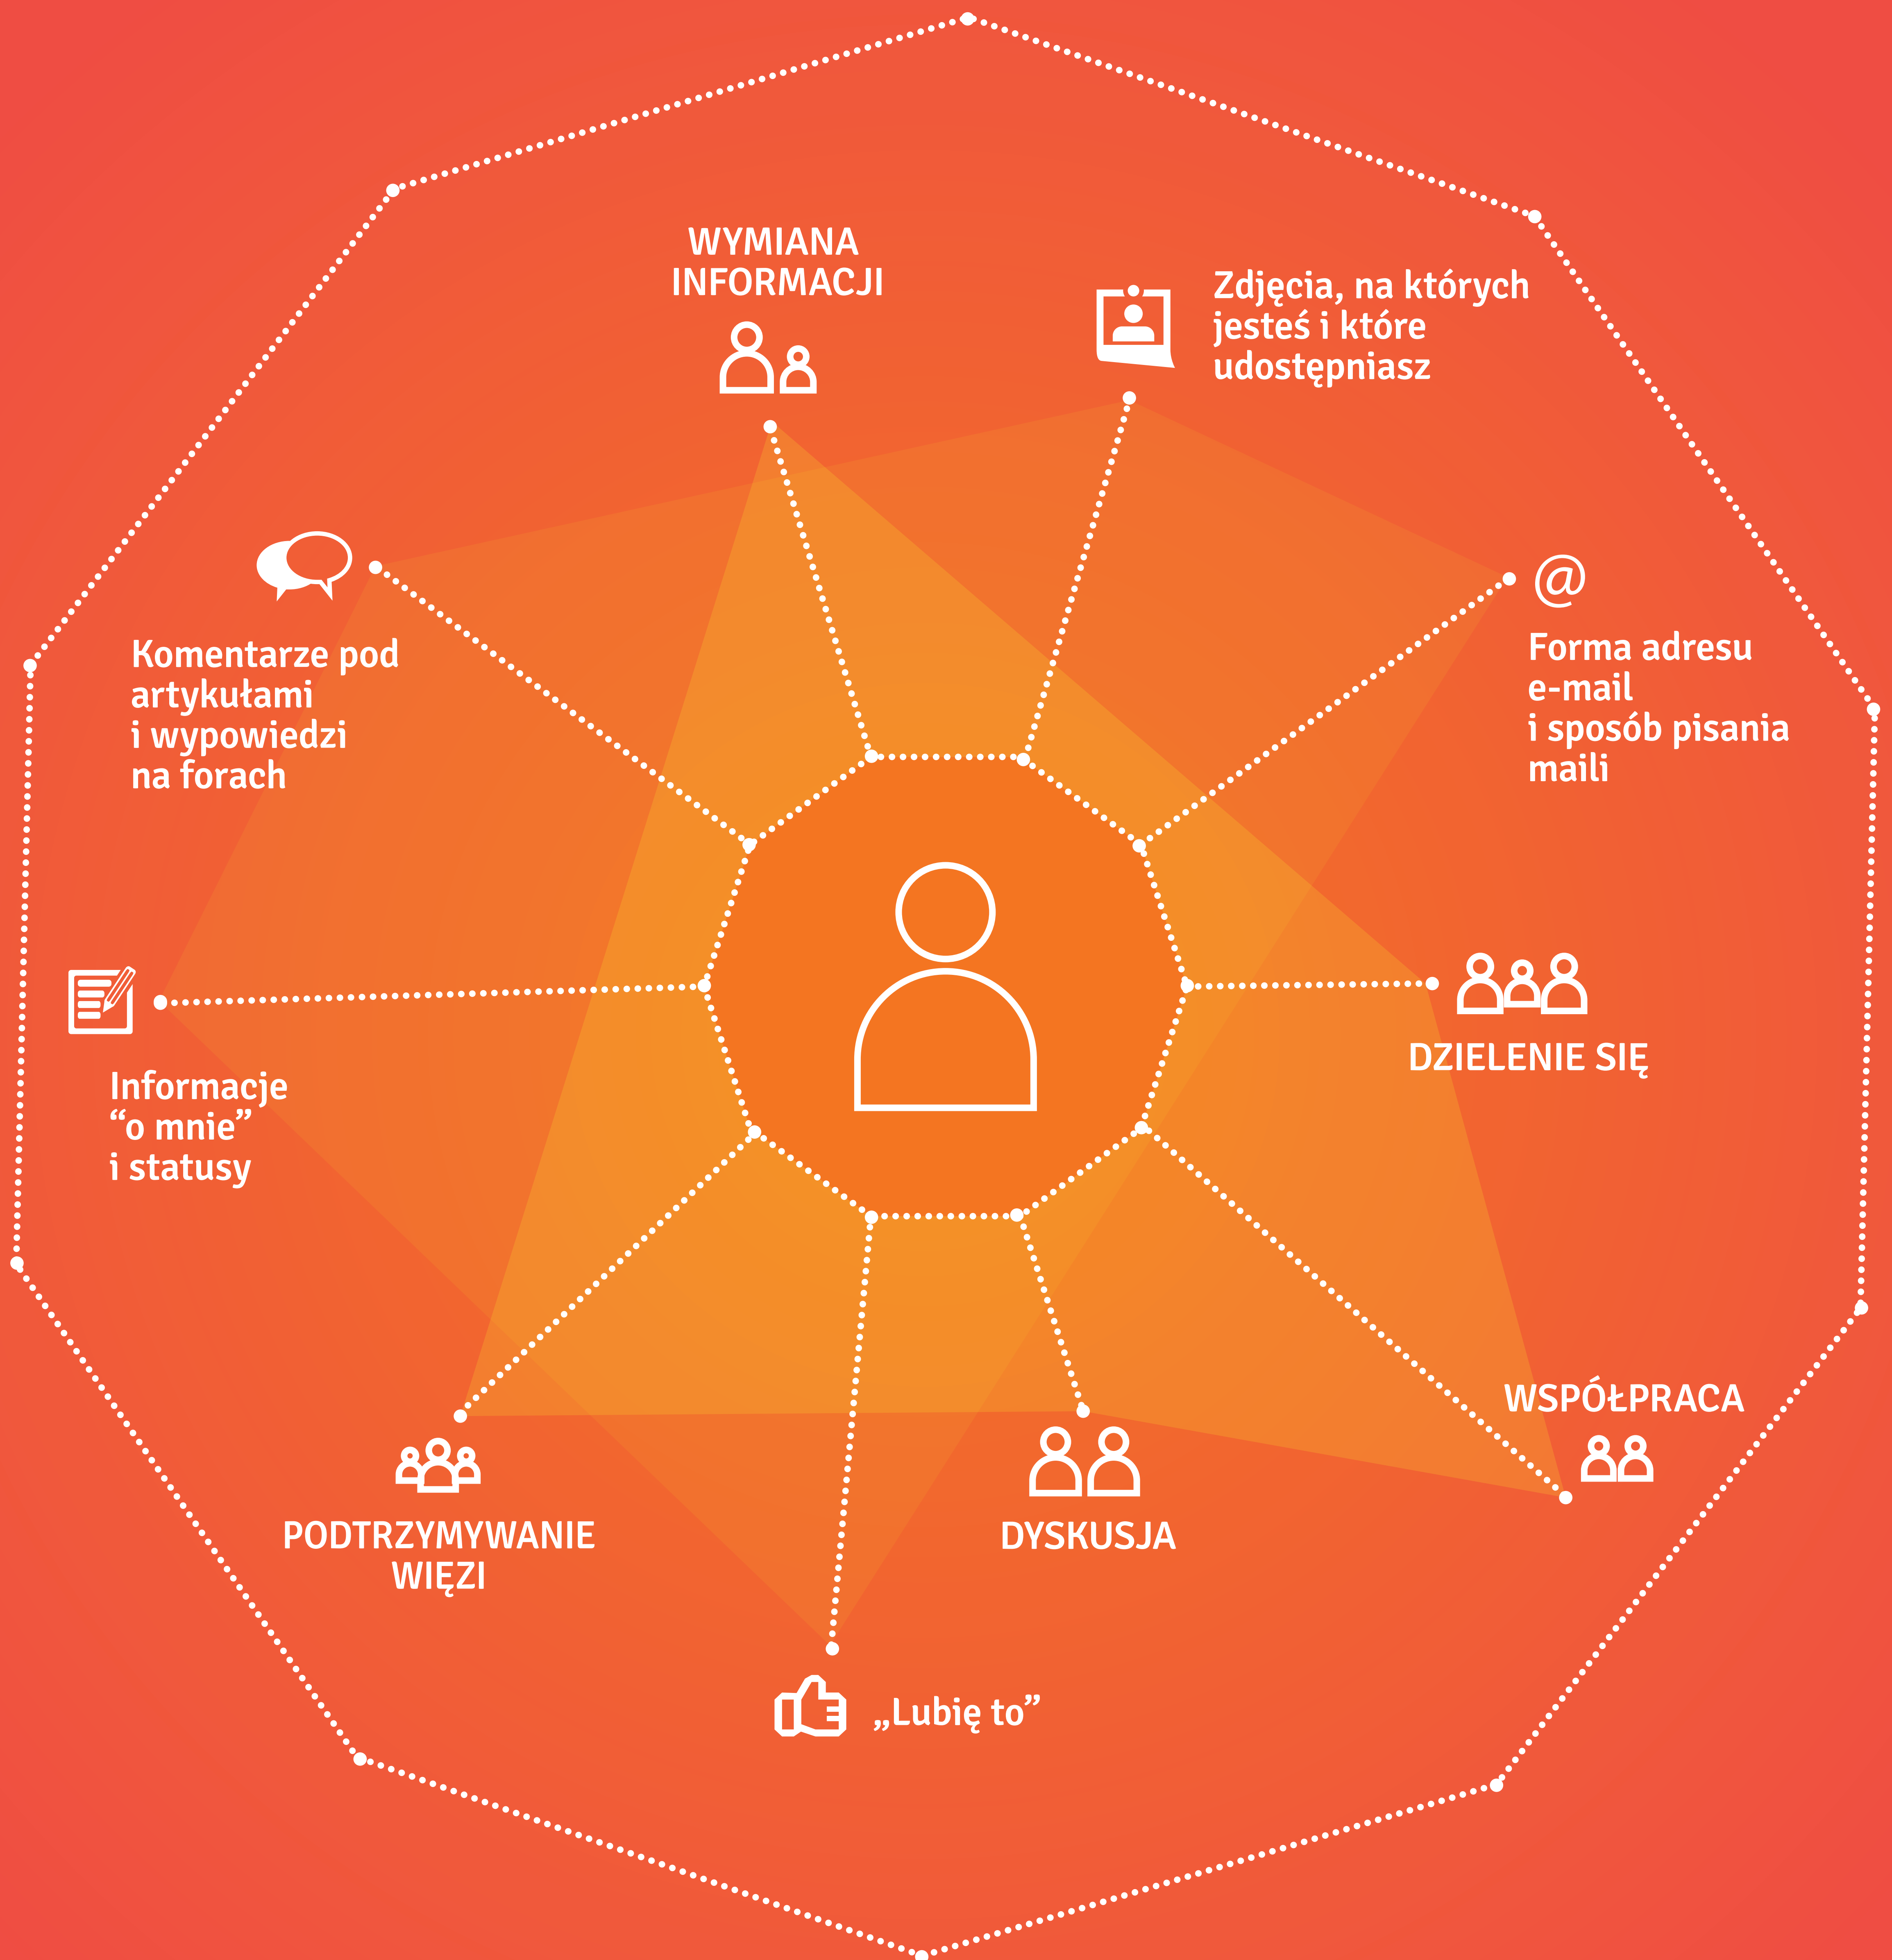 WYMIANA
INFORMACJI
Zdjęcia, na których
jesteś i które
udostępniasz
@
Forma adresu
e-mail
i sposób pisania
maili
Komentarze pod
artykułami
i wypowiedzi
na forach
DZIELENIE SIĘ
Informacje
“o mnie”
i statusy
WSPÓŁPRACA
PODTRZYMYWANIE
WIĘZI
DYSKUSJA
„Lubię to”